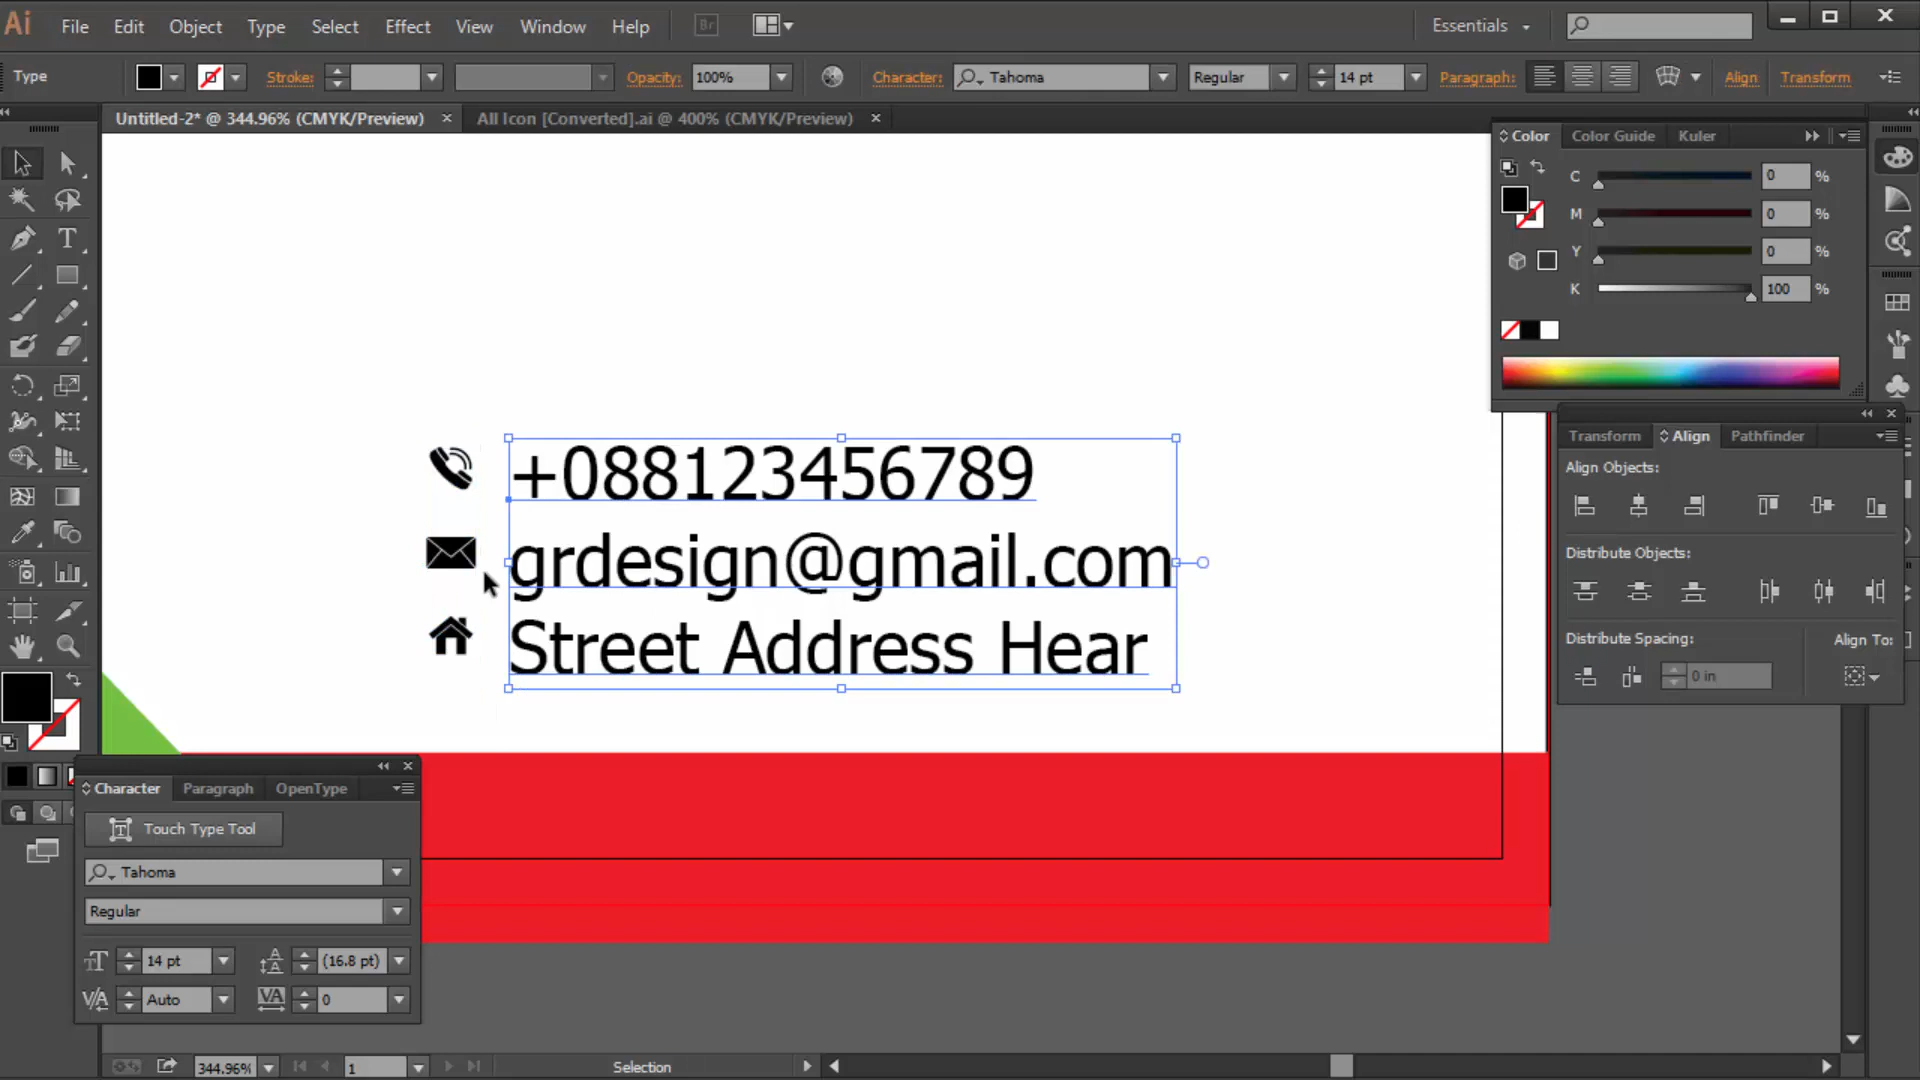 Ai File Edit Object Type Select Effect View Window Help Br Essentials
Type Stroke: Opacity: 100% Character: Tahoma Regular 14 pt Paragraph: Align Transform
Untitled-2* @ 344.96% (CMYK/Preview) × All Icon [Converted].ai @ 400% (CMYK/Preview) ×
Color Color Guide Kuler
C 0 %
M 0 %
Y 0 %
K 100 %
Transform Align Pathfinder
Align Objects:
Distribute Objects:
Distribute Spacing: Align To:
0 in
+088123456789
grdesign@gmail.com
Street Address Hear
Character Paragraph OpenType
Touch Type Tool
Tahoma
Regular
14 pt (16.8 pt)
Auto 0
344.96% 1 Selection